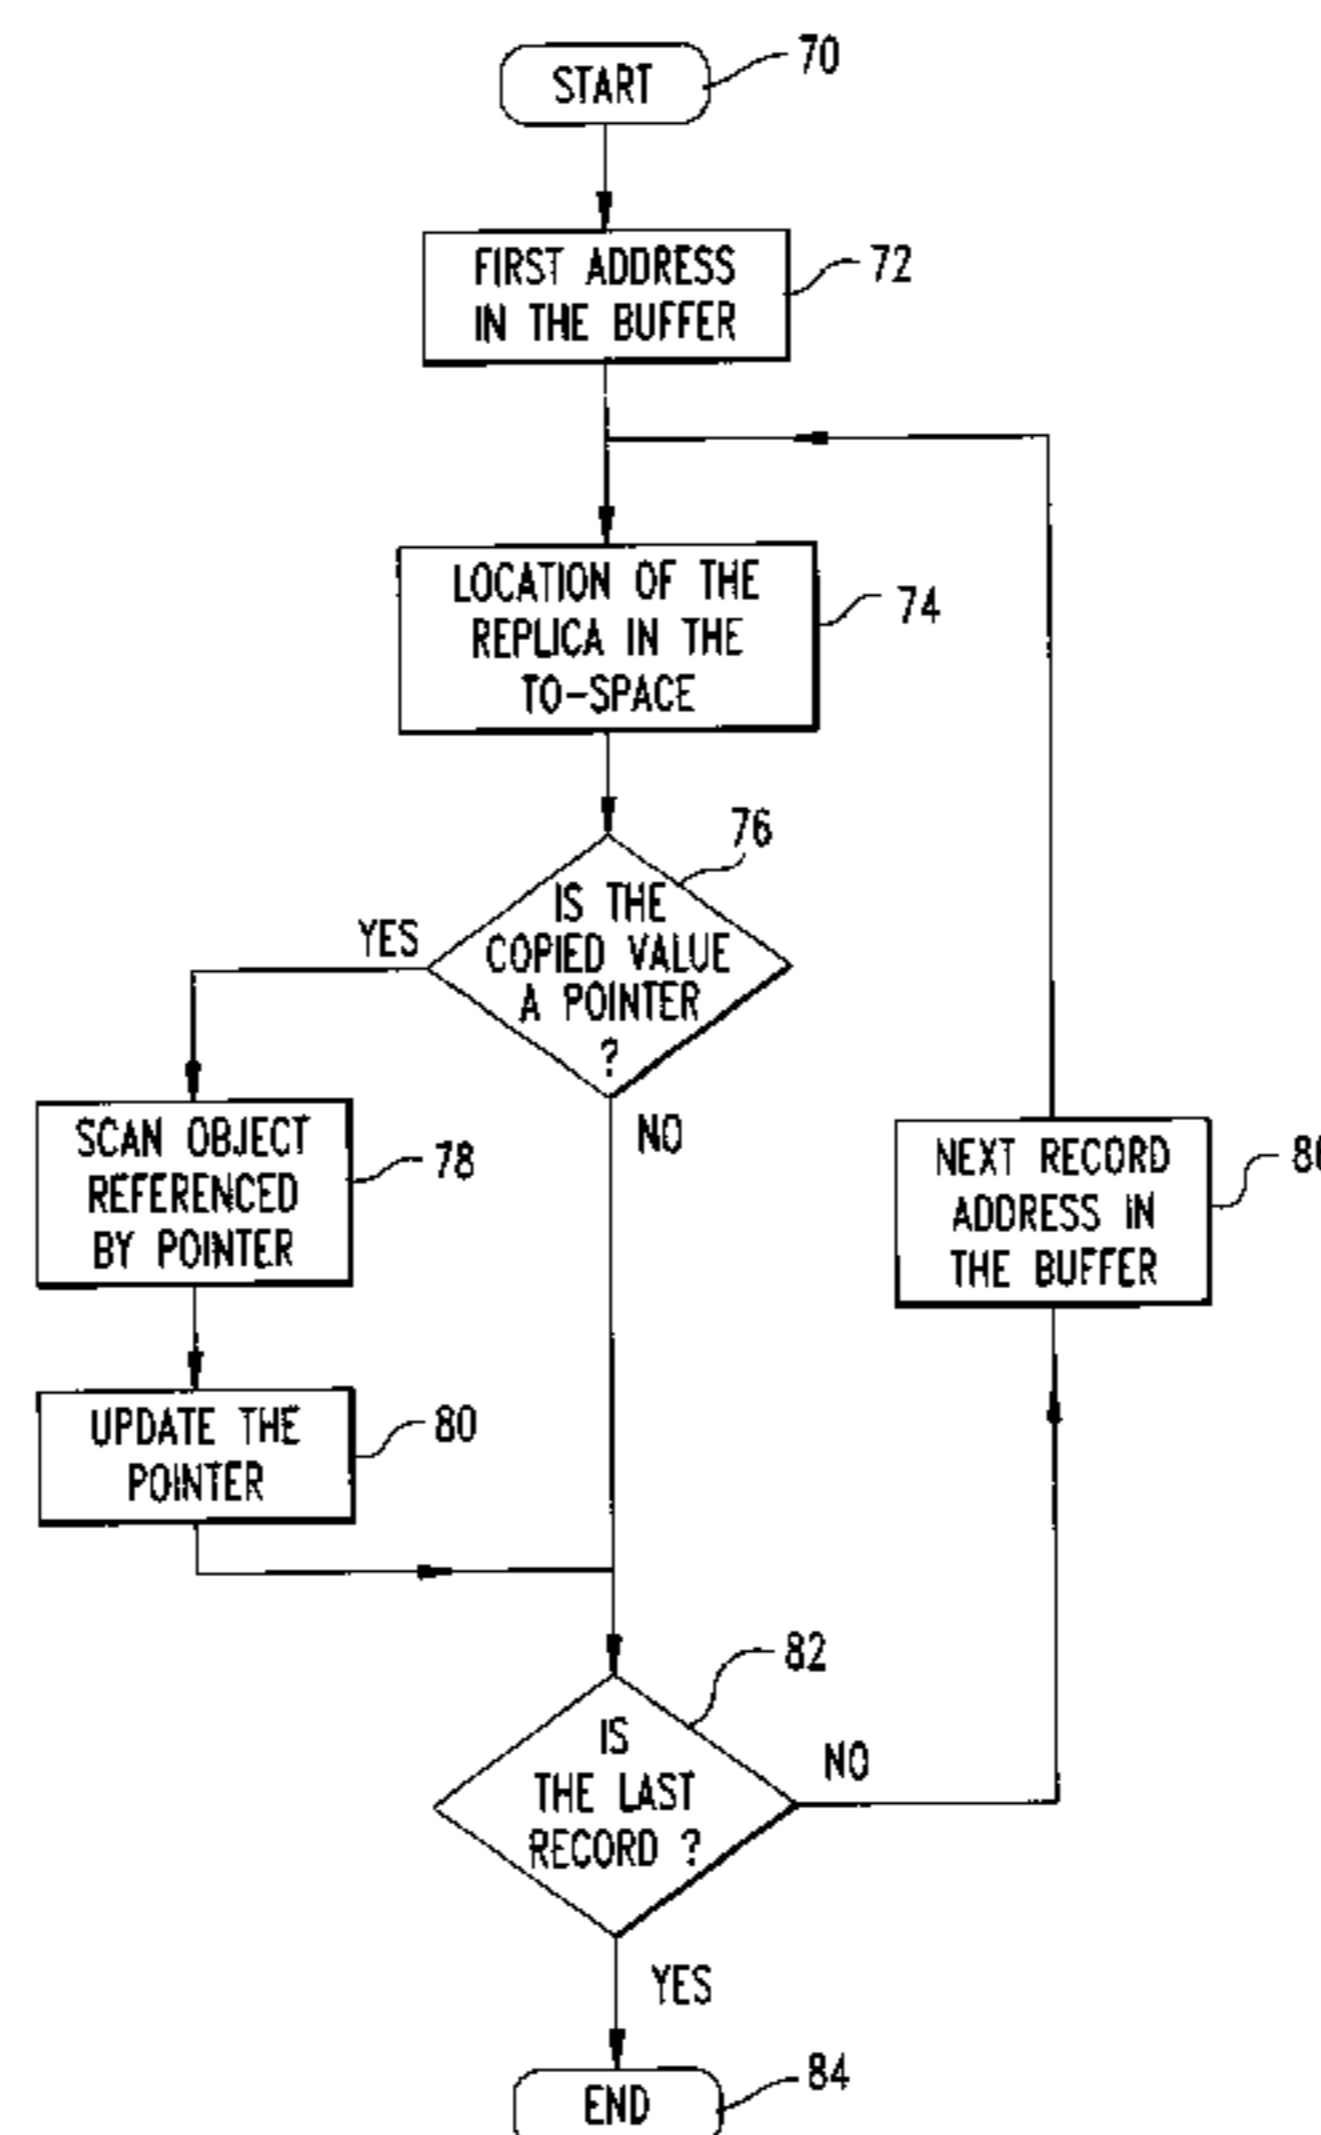 START
70
FIRST ADDRESS
IN THE BUFFER
72
LOCATION OF THE
REPLICA IN THE
TO-SPACE
74
76
IS THE
COPIED VALUE
A POINTER
?
YES
NO
SCAN OBJECT
REFERENCED
BY POINTER
78
NEXT RECORD
ADDRESS IN
THE BUFFER
UPDATE THE
POINTER
80
82
IS
THE LAST
RECORD ?
NO
YES
END
84